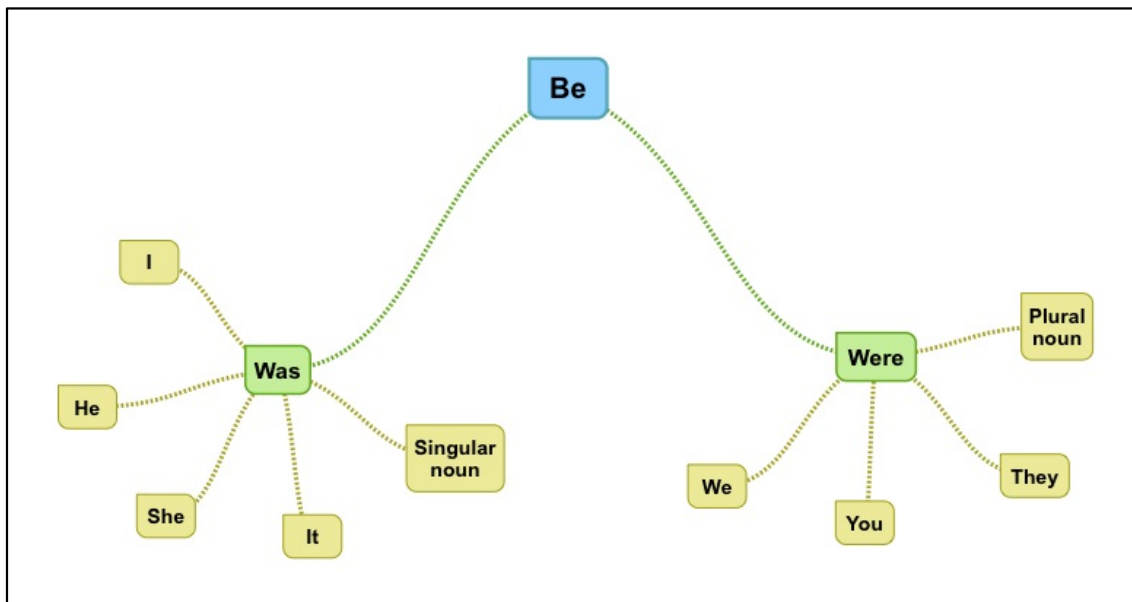 Be
I
Was
He
She
It
Singular
noun
Were
Plural
noun
We
You
They